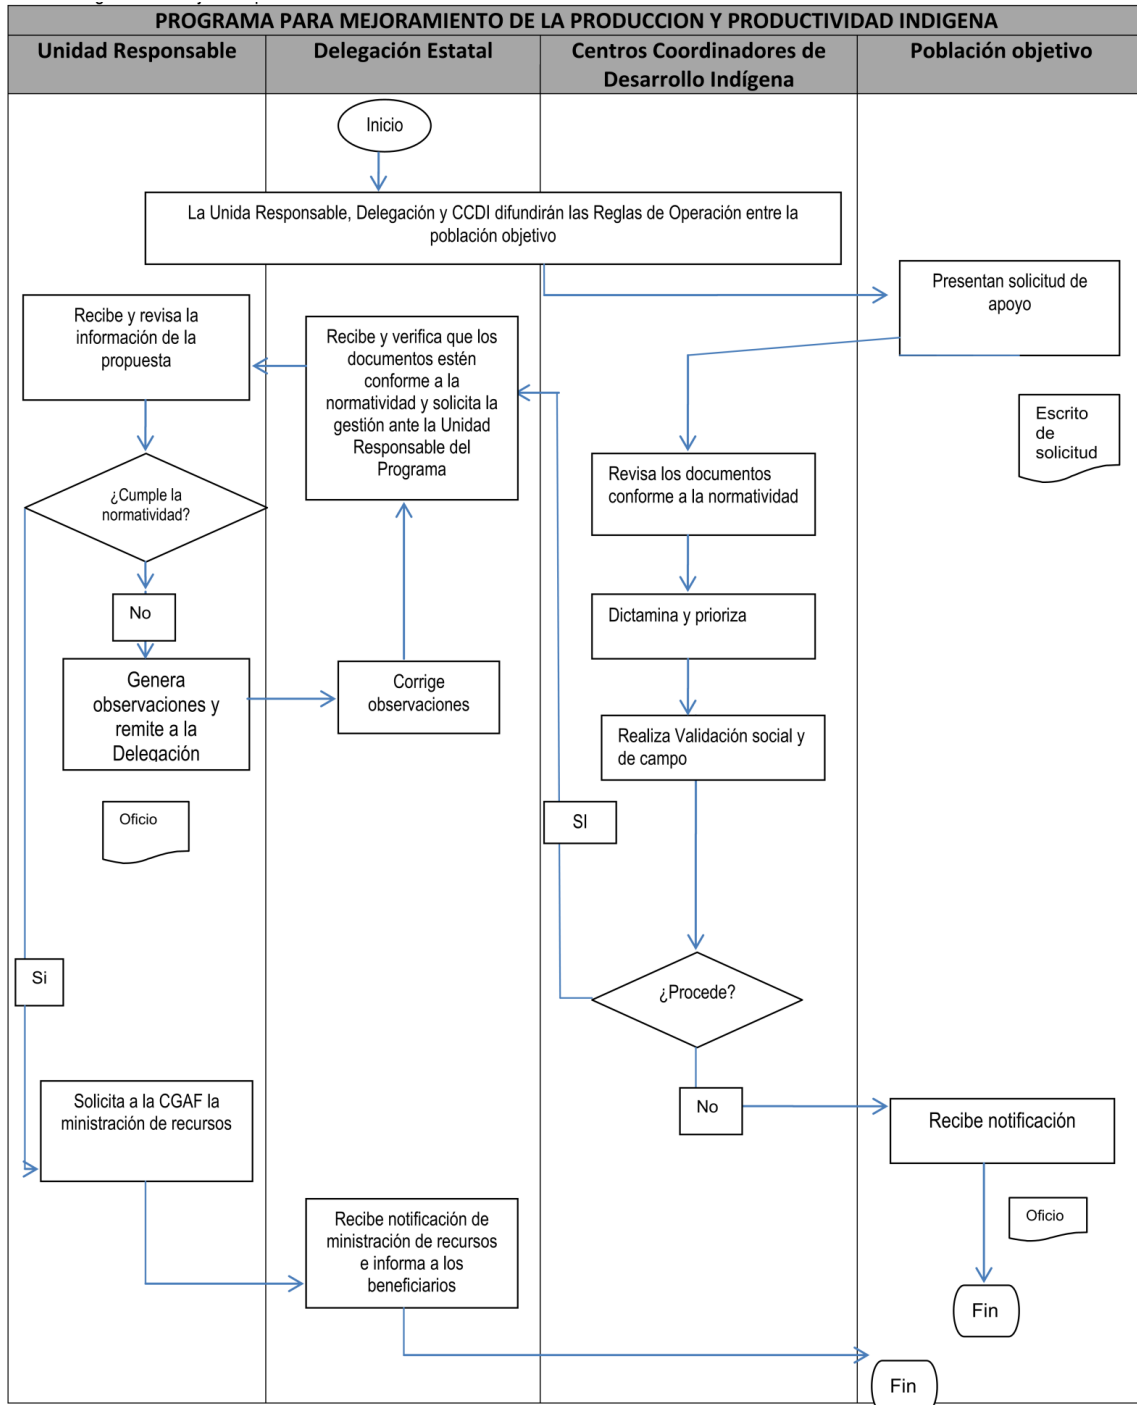 PROGRAMA PARA MEJORAMIENTO DE LA PRODUCCION Y PRODUCTIVIDAD INDIGENA
Unidad Responsable
Delegación Estatal
Centros Coordinadores de
Desarrollo Indígena
Población objetivo
Inicio
La Unida Responsable, Delegación y CCDI difundirán las Reglas de Operación entre la
población objetivo
Presentan solicitud de
apoyo
Escrito
de
solicitud
Recibe y revisa la
información de la
propuesta
Recibe y verifica que los
documentos estén
conforme a la
normatividad y solicita la
gestión ante la Unidad
Responsable del
Programa
Revisa los documentos
conforme a la normatividad
¿Cumple la
normatividad?
No
Dictamina y prioriza
Genera
observaciones y
remite a la
Delegación
Corrige
observaciones
Realiza Validación social y
de campo
Oficio
SI
Si
¿Procede?
Solicita a la CGAF la
ministración de recursos
No
Recibe notificación
Recibe notificación de
ministración de recursos
e informa a los
beneficiarios
Oficio
Fin
Fin